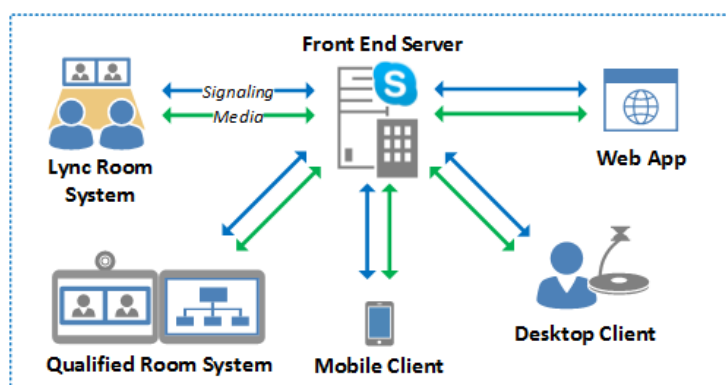 Front End Server
Signaling
Media
Lync Room
System
Web App
Qualified Room System
Mobile Client
Desktop Client